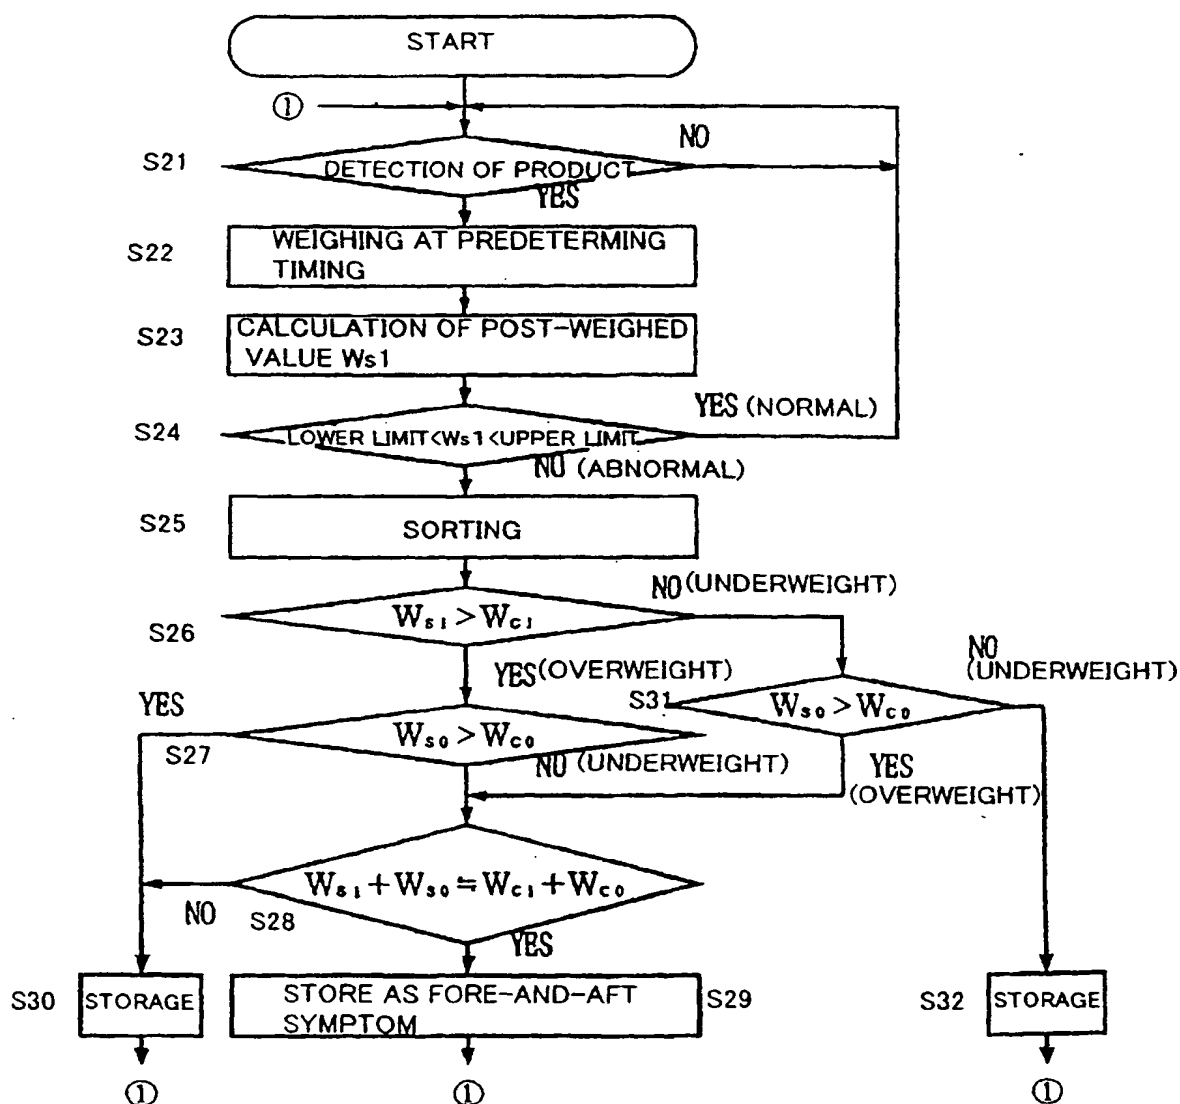 START
①
NO
S21
DETECTION OF PRODUCT
YES
S22
WEIGHING AT PREDETERMING
TIMING
S23
CALCULATION OF POST-WEIGHED
VALUE Ws1
YES (NORMAL)
S24
LOWER LIMIT<Ws1<UPPER LIMIT
NO (ABNORMAL)
S25
SORTING
NO (UNDERWEIGHT)
S26
Ws1 > Wc1
YES (OVERWEIGHT)
NO
(UNDERWEIGHT)
YES
S31
Ws0 > Wc0
S27
Ws0 > Wc0
NO (UNDERWEIGHT)
YES
(OVERWEIGHT)
Ws1 + Ws0 ≒ Wc1 + Wc0
NO
S28
YES
S30
STORAGE
STORE AS FORE-AND-AFT
SYMPTOM
S29
S32
STORAGE
①
①
①